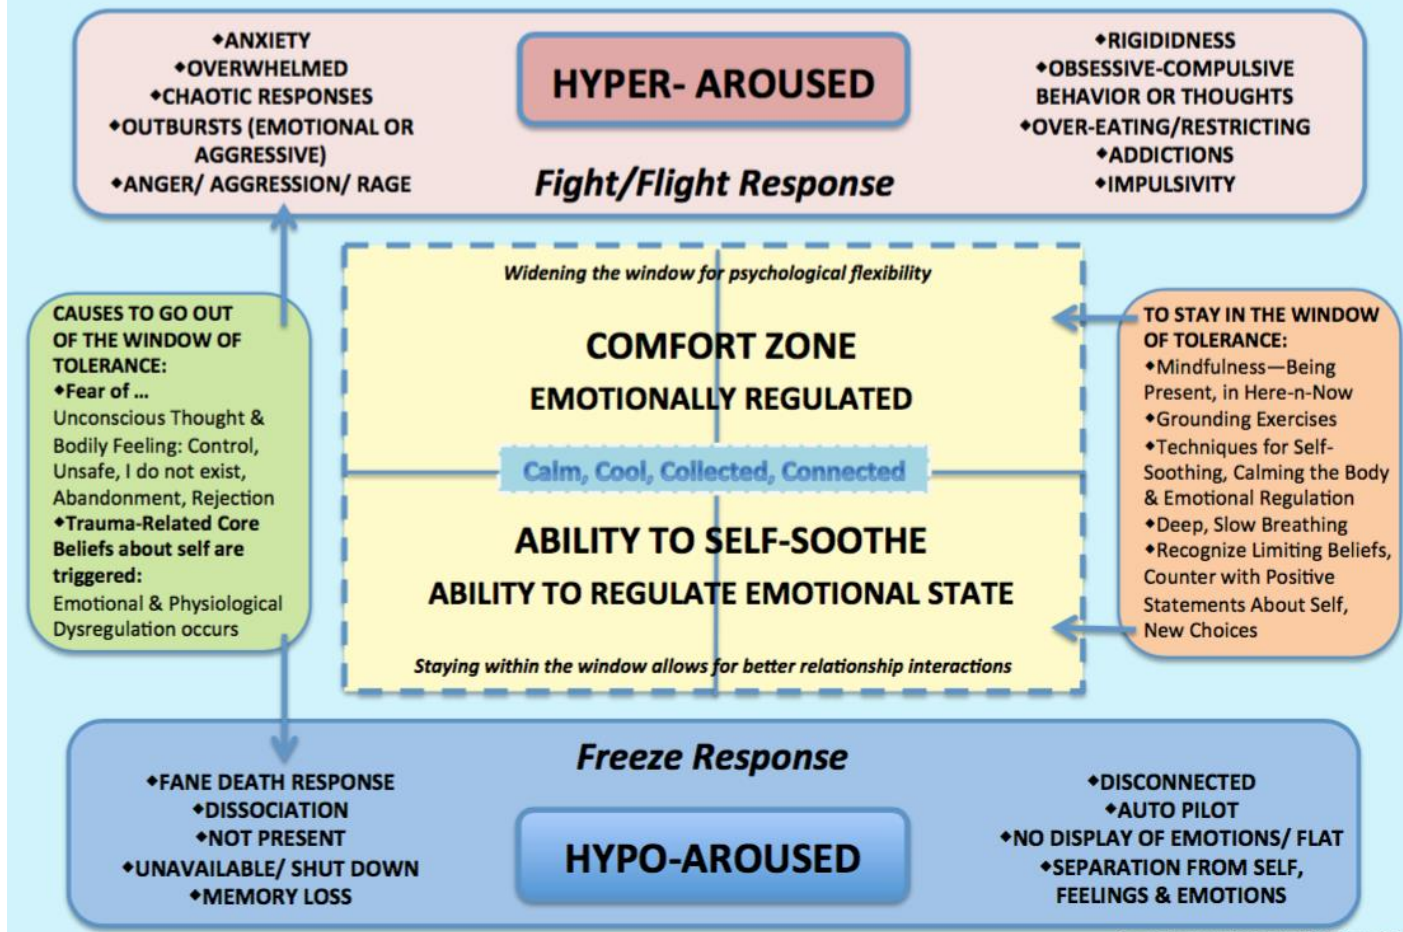 ◆ANXIETY
◆OVERWHELMED
◆CHAOTIC RESPONSES
◆OUTBURSTS (EMOTIONAL OR
AGGRESSIVE)
◆ANGER/ AGGRESSION/ RAGE
HYPER- AROUSED
Fight/Flight Response
◆RIGIDIDNESS
◆OBSESSIVE-COMPULSIVE
BEHAVIOR OR THOUGHTS
◆OVER-EATING/RESTRICTING
◆ADDICTIONS
◆IMPULSIVITY
CAUSES TO GO OUT
OF THE WINDOW OF
TOLERANCE:
◆Fear of ...
Unconscious Thought &
Bodily Feeling: Control,
Unsafe, I do not exist,
Abandonment, Rejection
◆Trauma-Related Core
Beliefs about self are
triggered:
Emotional & Physiological
Dysregulation occurs
Widening the window for psychological flexibility
COMFORT ZONE
EMOTIONALLY REGULATED
Calm, Cool, Collected, Connected
ABILITY TO SELF-SOOTHE
ABILITY TO REGULATE EMOTIONAL STATE
Staying within the window allows for better relationship interactions
TO STAY IN THE WINDOW
OF TOLERANCE:
◆Mindfulness—Being
Present, in Here-n-Now
◆Grounding Exercises
◆Techniques for Self-
Soothing, Calming the Body
& Emotional Regulation
◆Deep, Slow Breathing
◆Recognize Limiting Beliefs,
Counter with Positive
Statements About Self,
New Choices
Freeze Response
HYPO-AROUSED
◆FANE DEATH RESPONSE
◆DISSOCIATION
◆NOT PRESENT
◆UNAVAILABLE/ SHUT DOWN
◆MEMORY LOSS
◆DISCONNECTED
◆AUTO PILOT
◆NO DISPLAY OF EMOTIONS/ FLAT
◆SEPARATION FROM SELF,
FEELINGS & EMOTIONS